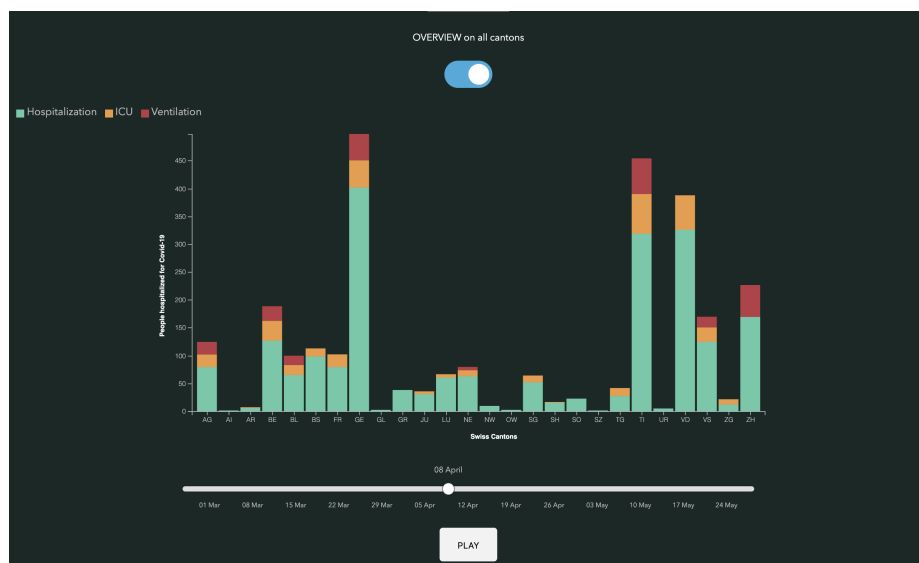 OVERVIEW on all cantons
Hospitalization ICU Ventilation
450
400
350
300
250
200
150
100
50
0
People hospitalized for Covid-19
AG AI AR BE BL BS FR GE GL GR JU LU NE NW OW SG SH SO SZ TG TI UR VD VS ZG ZH
Swiss Cantons
08 April
01 Mar 08 Mar 15 Mar 22 Mar 29 Mar 05 Apr 12 Apr 19 Apr 26 Apr 03 May 10 May 17 May 24 May
PLAY